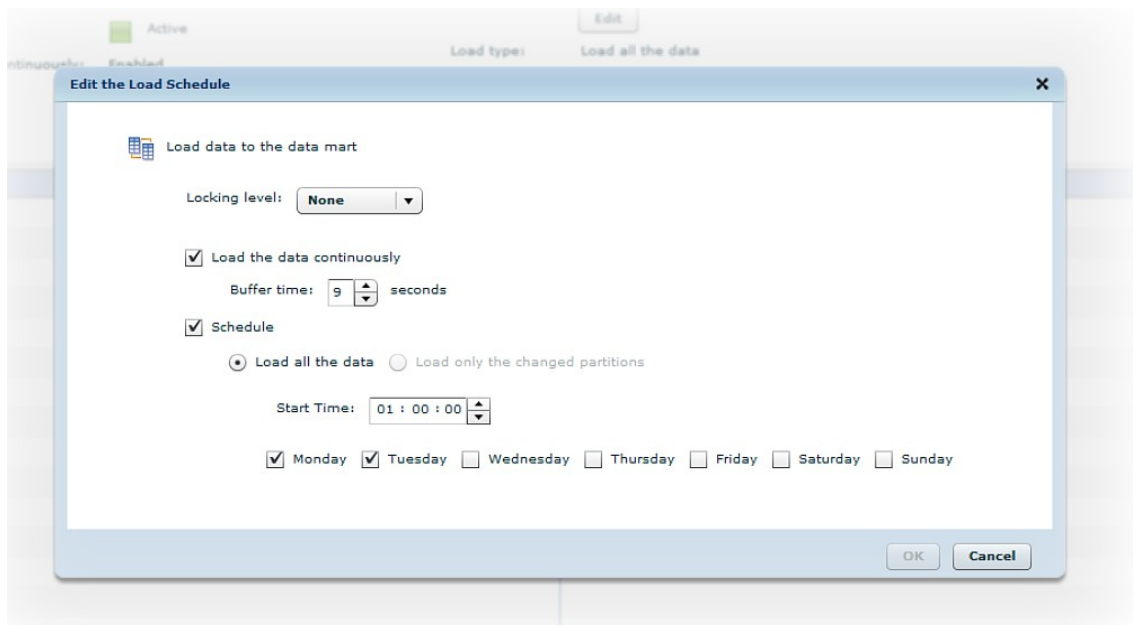 Active
Edit
Load type: Load all the data
ntinuously: Enabled
Edit the Load Schedule
Load data to the data mart
Locking level: None
Load the data continuously
Buffer time: 9 seconds
Schedule
Load all the data Load only the changed partitions
Start Time: 01 : 00 : 00
Monday Tuesday Wednesday Thursday Friday Saturday Sunday
OK Cancel